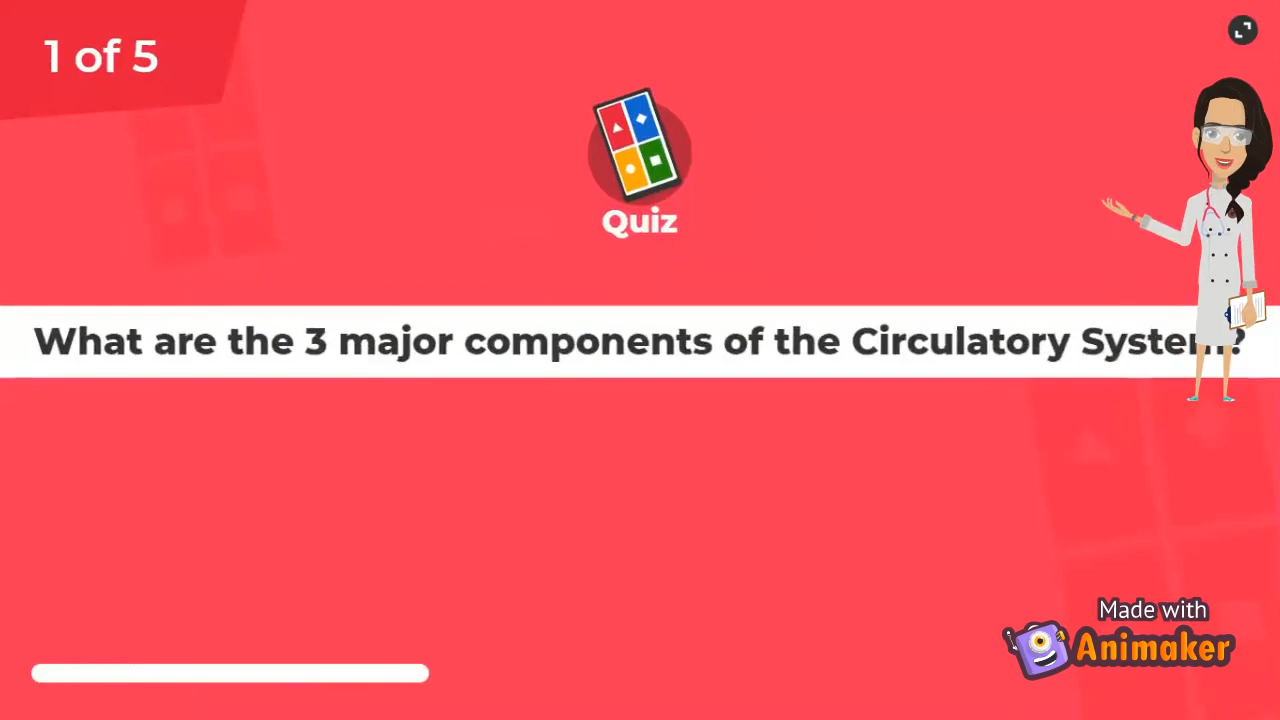 1 of 5
Quiz
What are the 3 major components of the Circulatory System?
Made with
Animaker